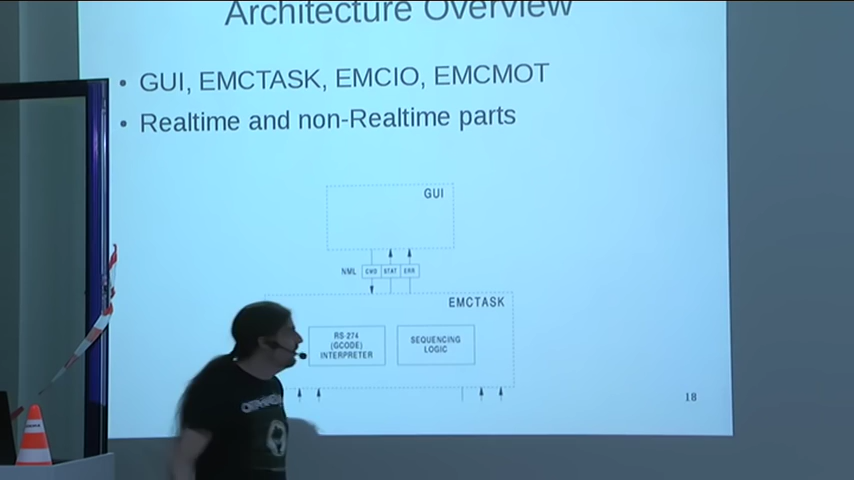 Architecture Overview
• GUI, EMCTASK, EMCIO, EMCMOT
• Realtime and non-Realtime parts
GUI
NML CMD STAT ERR
EMCTASK
RS-274
(GCODE)
INTERPRETER
SEQUENCING
LOGIC
18